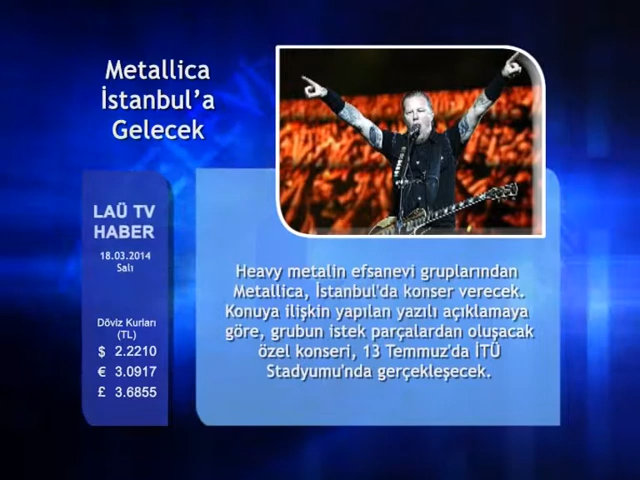 Metallica
İstanbul’a
Gelecek
LAÜ TV
HABER
18.03.2014
Salı
Döviz Kurları
(TL)
$ 2.2210
€ 3.0917
£ 3.6855
Heavy metalin efsanevi gruplarından
Metallica, İstanbul'da konser verecek.
Konuya ilişkin yapılan yazılı açıklamaya
göre, grubun istek parçalardan oluşacak
özel konseri, 13 Temmuz'da İTÜ
Stadyumu'nda gerçekleşecek.